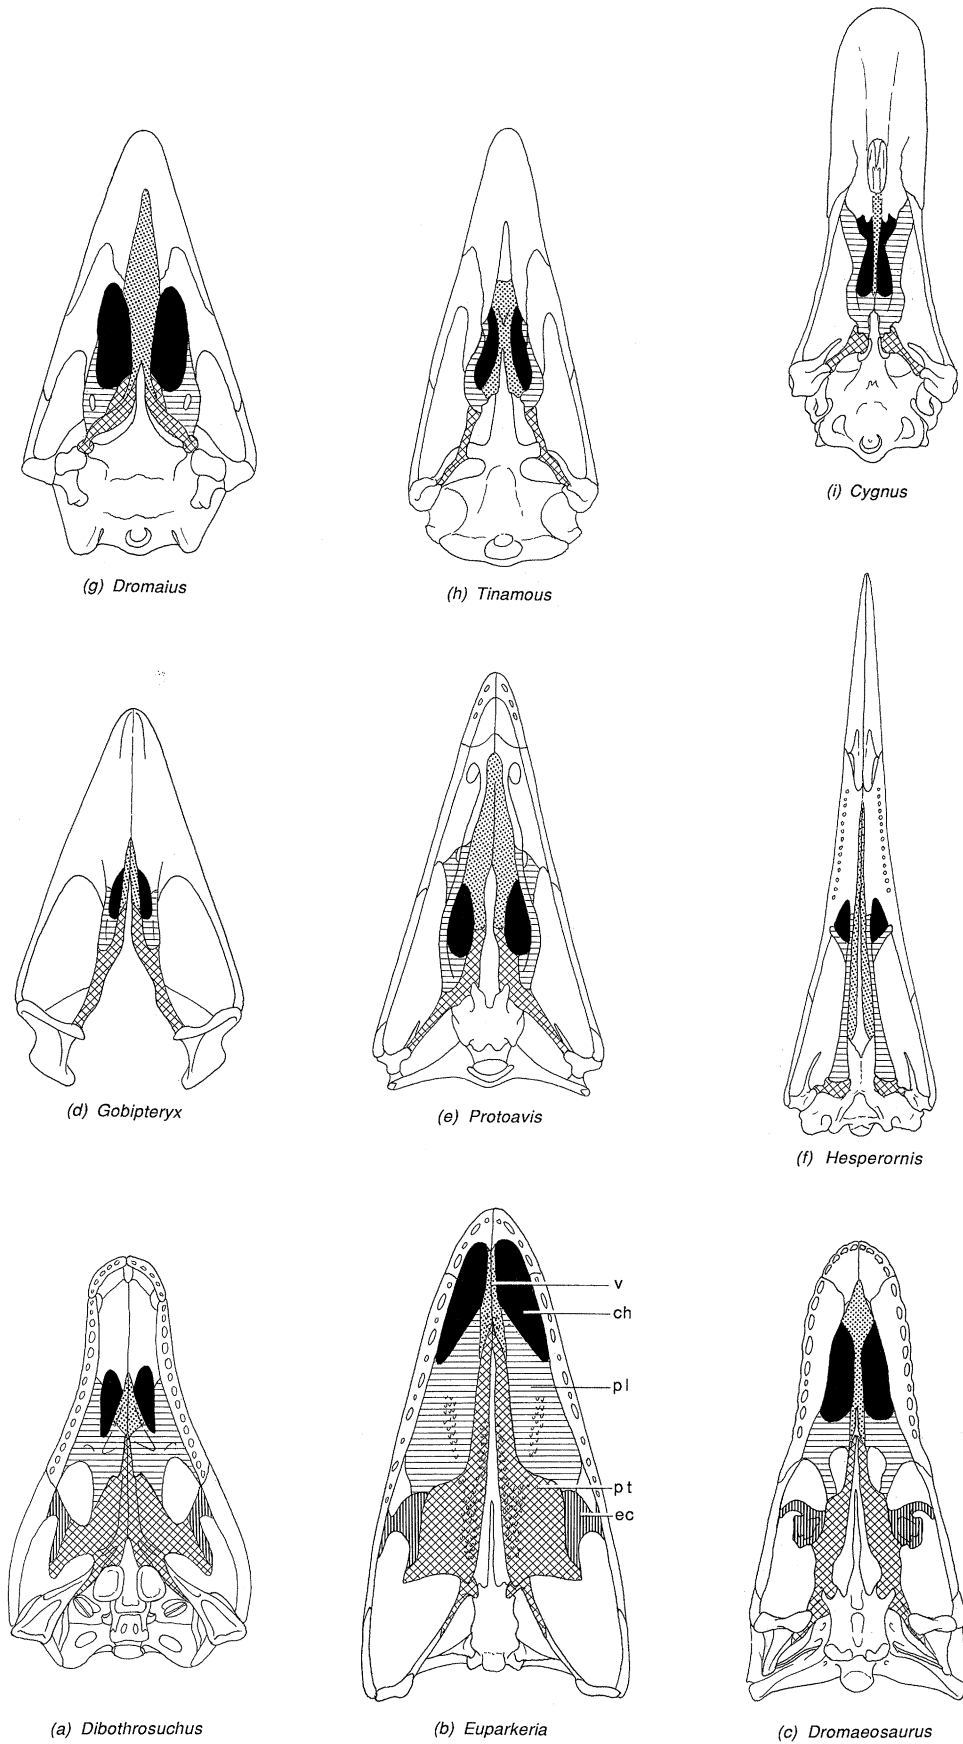 (i) Cygnus
(g) Dromaius
(h) Tinamous
(d) Gobipteryx
(e) Protoavis
(f) Hesperornis
v
ch
pl
pt
ec
(a) Dibothrosuchus
(b) Euparkeria
(c) Dromaeosaurus